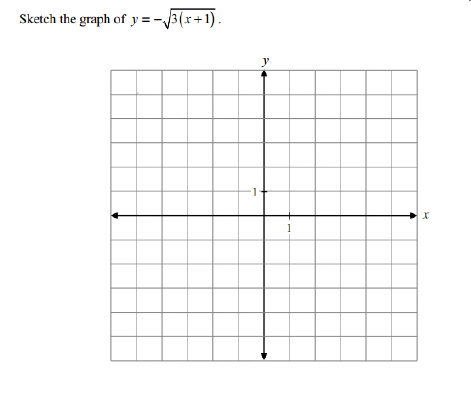 Sketch the graph of y = −√3(x+1) .
y
1
x
1